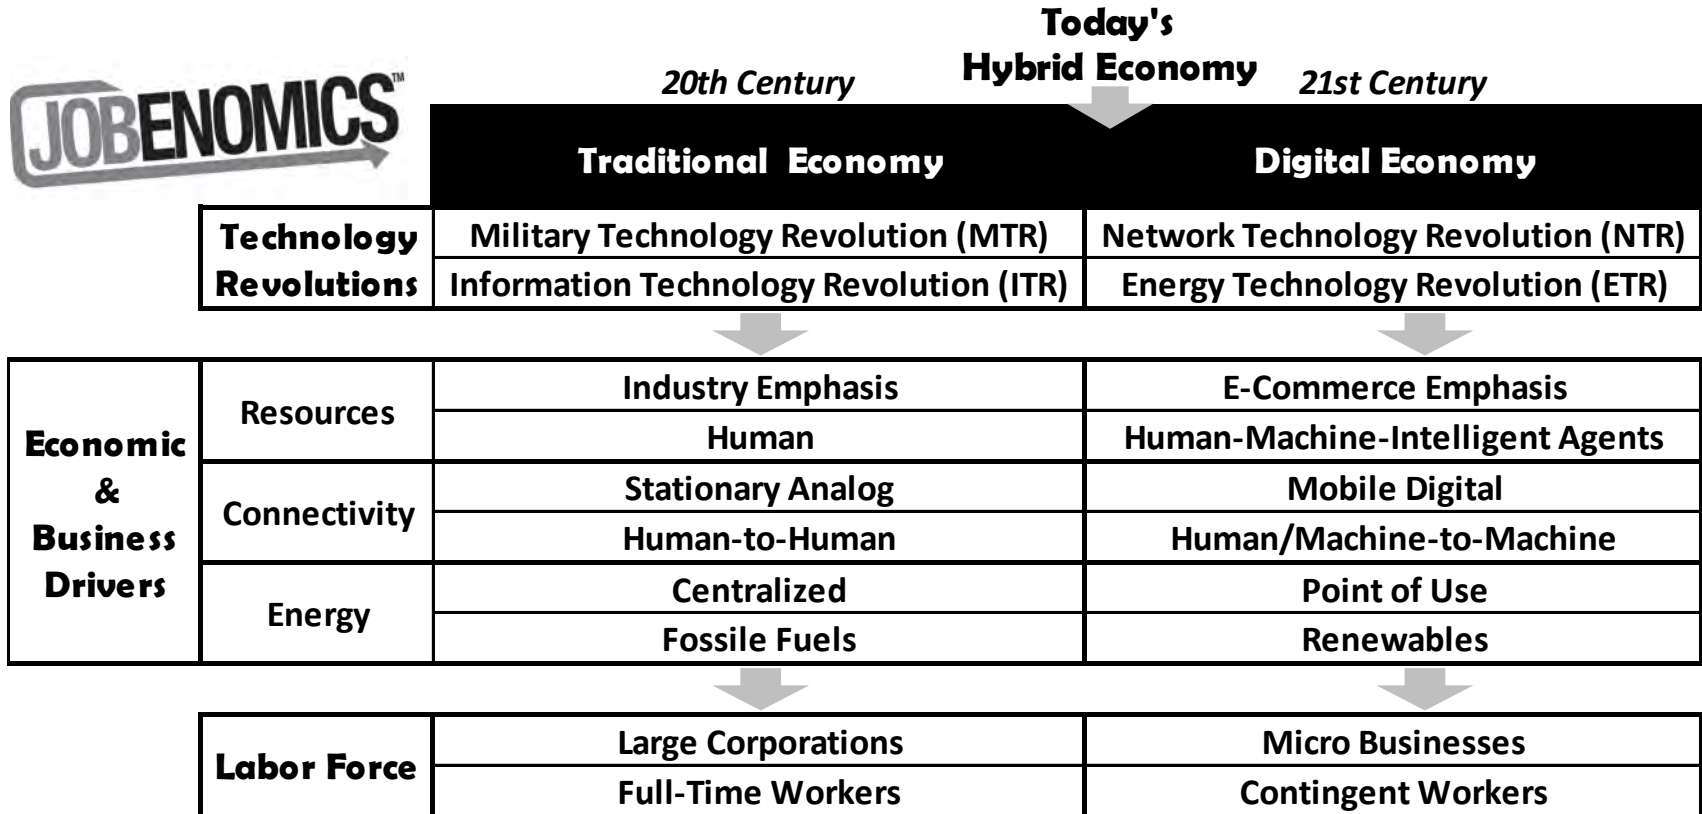 Today's
Hybrid Economy
JOBENOMICS™
20th Century
21st Century
Traditional Economy
Digital Economy
Technology
Revolutions
Military Technology Revolution (MTR)
Network Technology Revolution (NTR)
Information Technology Revolution (ITR)
Energy Technology Revolution (ETR)
Economic
&
Business
Drivers
Resources
Industry Emphasis
E-Commerce Emphasis
Human
Human-Machine-Intelligent Agents
Connectivity
Stationary Analog
Mobile Digital
Human-to-Human
Human/Machine-to-Machine
Energy
Centralized
Point of Use
Fossile Fuels
Renewables
Labor Force
Large Corporations
Micro Businesses
Full-Time Workers
Contingent Workers